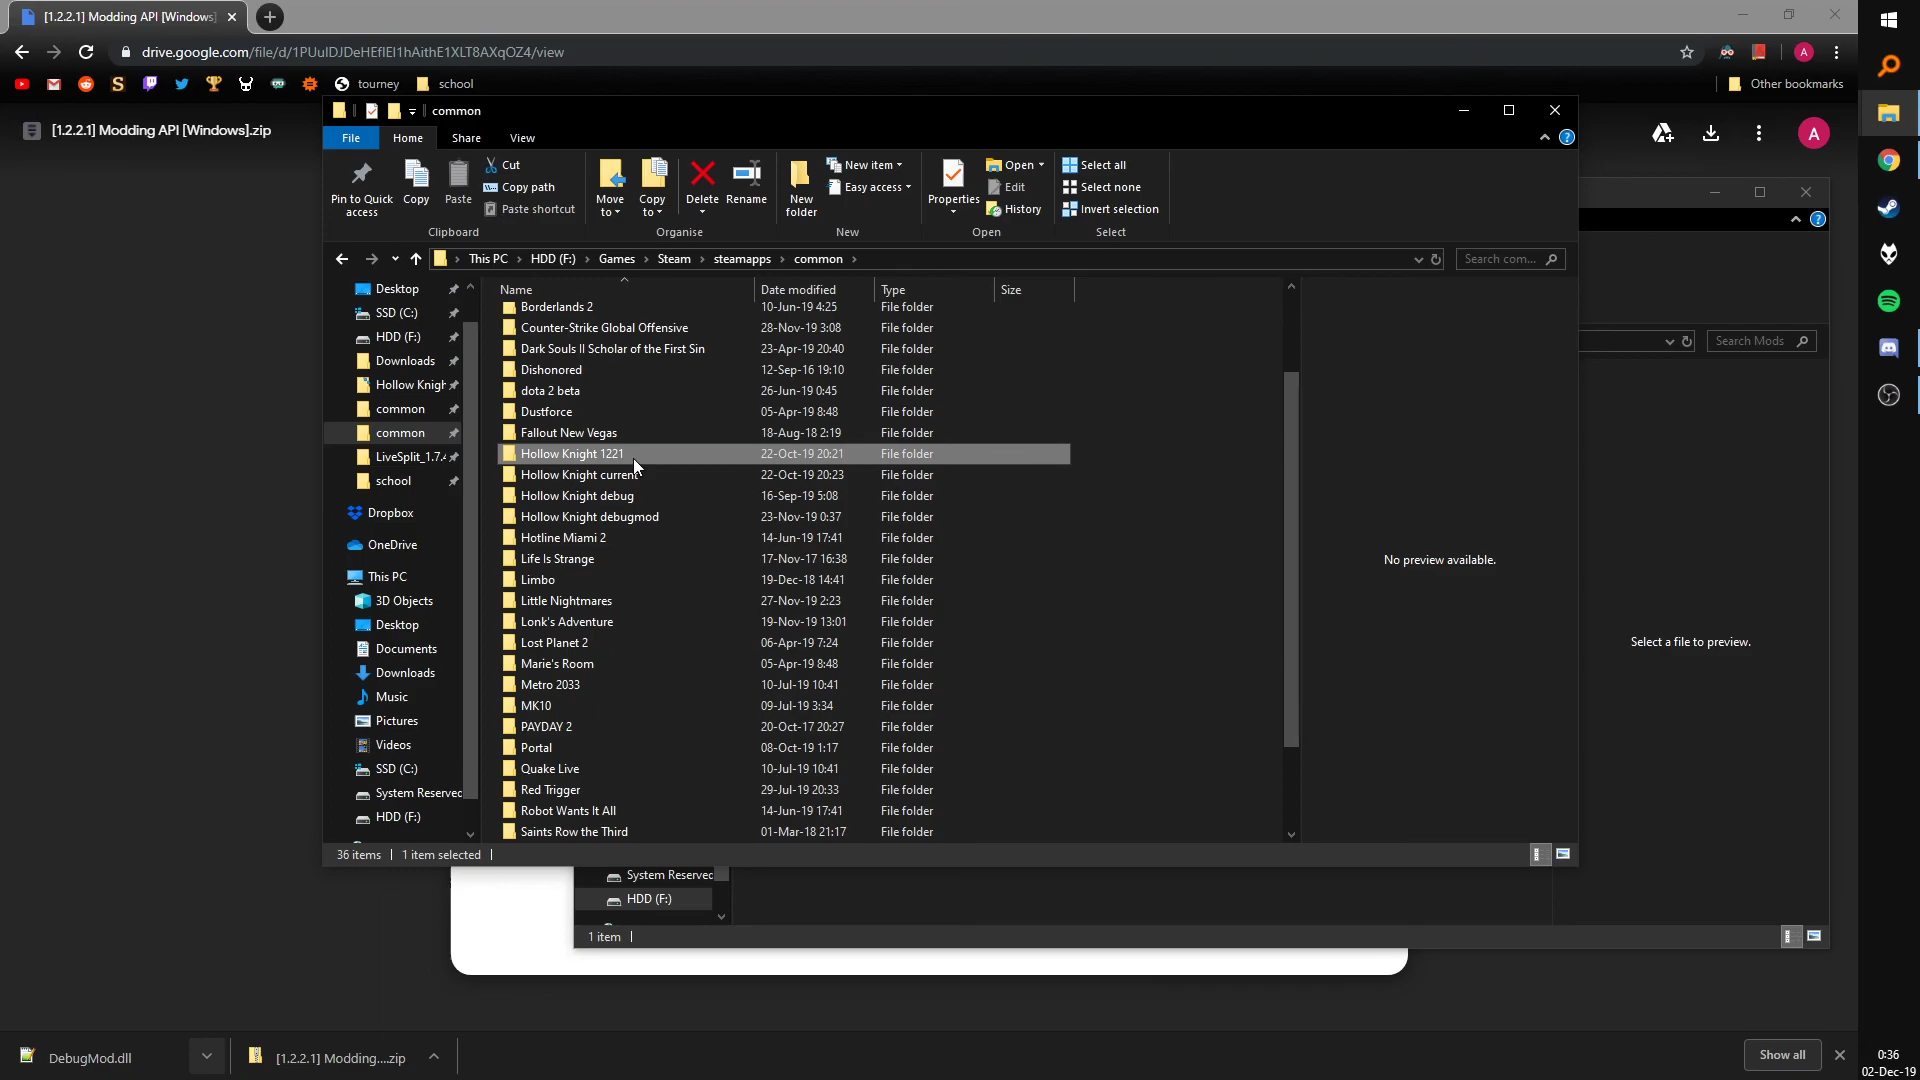 [1.2.2.1] Modding API [Windows]
drive.google.com/file/d/1PUuIDJDeHEfIEI1hAithE1XLT8AXqOZ4/view
A
tourney
school
Other bookmarks
[1.2.2.1] Modding API [Windows].zip
A
common
File
Home
Share
View
Pin to Quick access
Copy
Paste
Cut
Copy path
Paste shortcut
Clipboard
Move to
Copy to
Delete
Rename
Organise
New folder
New item
Easy access
New
Properties
Open
Edit
History
Open
Select all
Select none
Invert selection
Select
This PC > HDD (F:) > Games > Steam > steamapps > common >
Search com...
Search Mods
Desktop
SSD (C:)
HDD (F:)
Downloads
Hollow Knigh
common
common
LiveSplit_1.7.4
school
Dropbox
OneDrive
This PC
3D Objects
Desktop
Documents
Downloads
Music
Pictures
Videos
SSD (C:)
System Reserved
HDD (F:)
Name Date modified Type Size
Borderlands 2 10-Jun-19 4:25 File folder
Counter-Strike Global Offensive 28-Nov-19 3:08 File folder
Dark Souls II Scholar of the First Sin 23-Apr-19 20:40 File folder
Dishonored 12-Sep-16 19:10 File folder
dota 2 beta 26-Jun-19 0:45 File folder
Dustforce 05-Apr-19 8:48 File folder
Fallout New Vegas 18-Aug-18 2:19 File folder
Hollow Knight 1221 22-Oct-19 20:21 File folder
Hollow Knight current 22-Oct-19 20:23 File folder
Hollow Knight debug 16-Sep-19 5:08 File folder
Hollow Knight debugmod 23-Nov-19 0:37 File folder
Hotline Miami 2 14-Jun-19 17:41 File folder
Life Is Strange 17-Nov-17 16:38 File folder
Limbo 19-Dec-18 14:41 File folder
Little Nightmares 27-Nov-19 2:23 File folder
Lonk's Adventure 19-Nov-19 13:01 File folder
Lost Planet 2 06-Apr-19 7:24 File folder
Marie's Room 05-Apr-19 8:48 File folder
Metro 2033 10-Jul-19 10:41 File folder
MK10 09-Jul-19 3:34 File folder
PAYDAY 2 20-Oct-17 20:27 File folder
Portal 08-Oct-19 1:17 File folder
Quake Live 10-Jul-19 10:41 File folder
Red Trigger 29-Jul-19 20:33 File folder
Robot Wants It All 14-Jun-19 17:41 File folder
Saints Row the Third 01-Mar-18 21:17 File folder
No preview available.
Select a file to preview.
36 items
1 item selected
System Reserved
HDD (F:)
1 item
DebugMod.dll
[1.2.2.1] Modding....zip
Show all
0:36
02-Dec-19